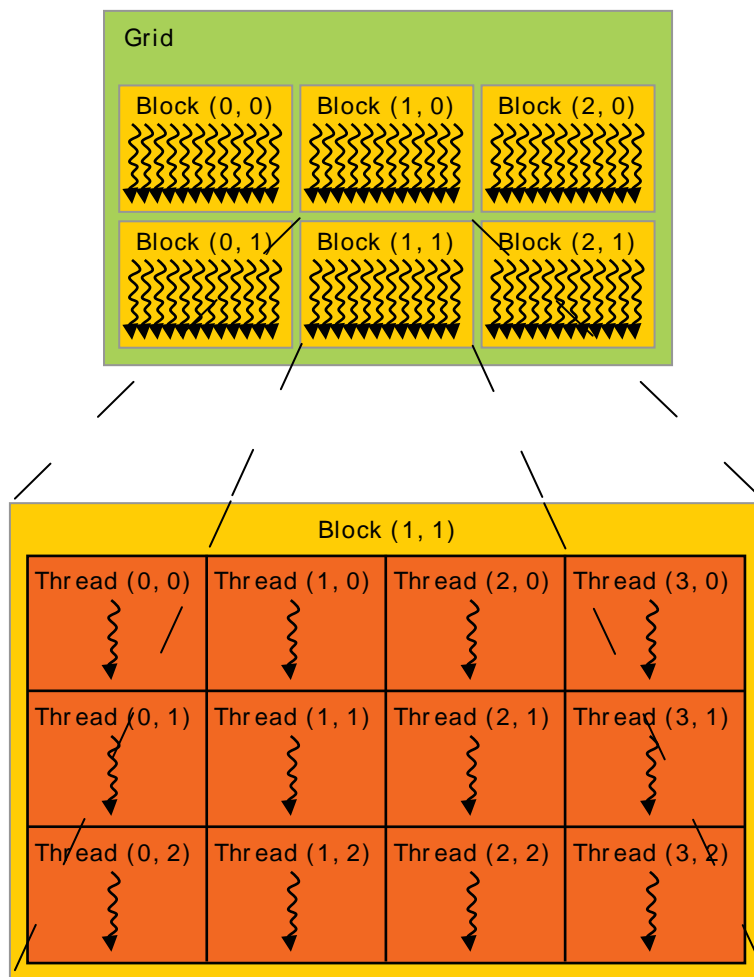 Grid
Block (0, 0) Block (1, 0) Block (2, 0)
Block (0, 1) Block (1, 1) Block (2, 1)
Block (1, 1)
Thread (0, 0) Thread (1, 0) Thread (2, 0) Thread (3, 0)
Thread (0, 1) Thread (1, 1) Thread (2, 1) Thread (3, 1)
Thread (0, 2) Thread (1, 2) Thread (2, 2) Thread (3, 2)